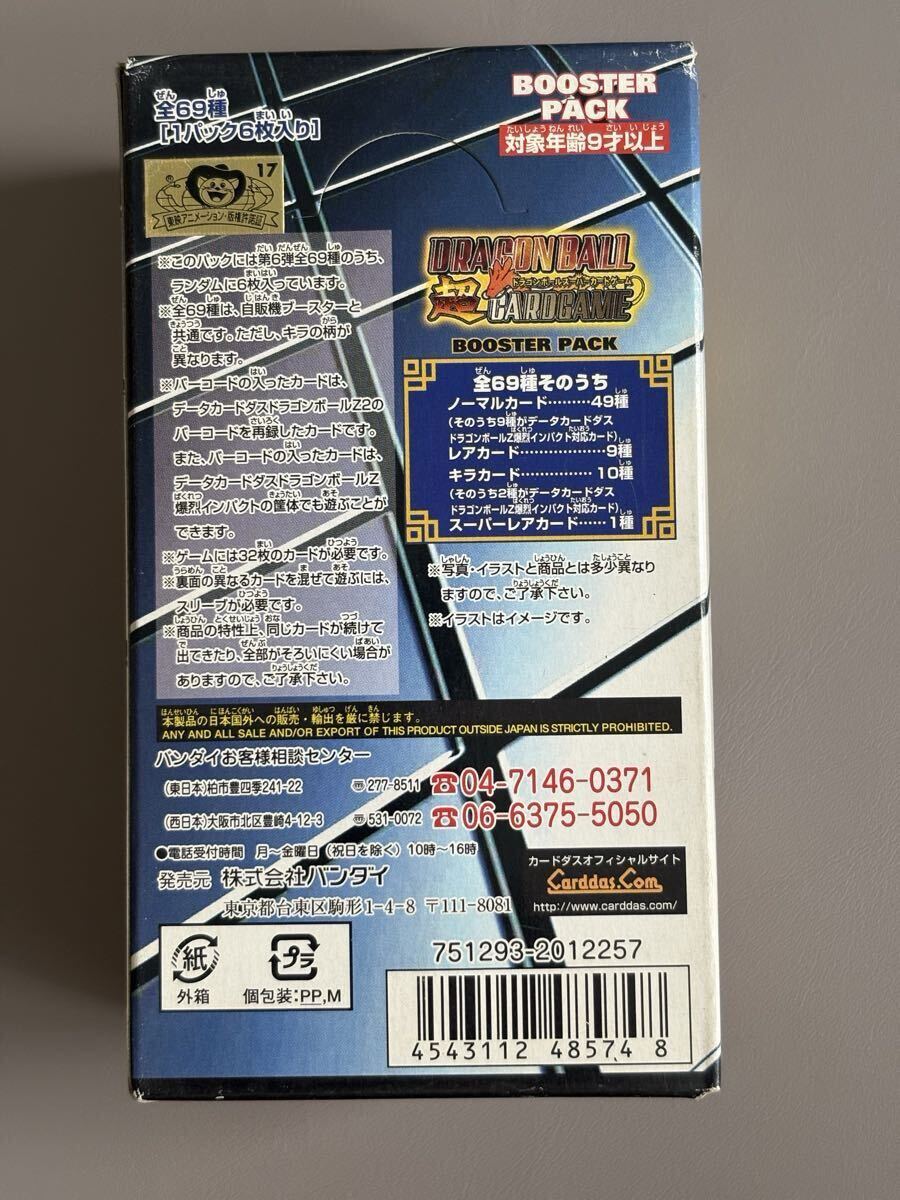 全69種
[1パック6枚入り]
BOOSTER
PACK
対象年齢9才以上
17
東映アニメーション・版権許諾証
※このパックには第6弾全69種のうち、
ランダムに6枚入っています。
※全69種は、自販機ブースターと
共通です。ただし、キラの柄が
異なります。
※バーコードの入ったカードは、
データカードダスドラゴンボールZ2の
バーコードを再録したカードです。
また、バーコードの入ったカードは、
データカードダスドラゴンボールZ
爆烈インパクトの筐体でも遊ぶことが
できます。
※ゲームには32枚のカードが必要です。
※裏面の異なるカードを混ぜて遊ぶには、
スリーブが必要です。
※商品の特性上、同じカードが続けて
出てきたり、全部がそろいにくい場合が
ありますので、ご了承下さい。
DRAGON BALL
ドラゴンボールスーパーカードゲーム
超 CARDGAME
BOOSTER PACK
全69種そのうち
ノーマルカード………49種
(そのうち9種がデータカードダス
ドラゴンボールZ爆烈インパクト対応カード)
レアカード………………9種
キラカード……………10種
(そのうち2種がデータカードダス
ドラゴンボールZ爆烈インパクト対応カード)
スーパーレアカード……1種
※写真・イラストと商品とは多少異なり
ますので、ご了承下さい。
※イラストはイメージです。
本製品の日本国外への販売・輸出を厳に禁じます。
ANY AND ALL SALE AND/OR EXPORT OF THIS PRODUCT OUTSIDE JAPAN IS STRICTLY PROHIBITED.
バンダイお客様相談センター
(東日本)柏市豊四季241-22 〠277-8511 ☎04-7146-0371
(西日本)大阪市北区豊崎4-12-3 〠531-0072 ☎06-6375-5050
●電話受付時間 月〜金曜日(祝日を除く)10時〜16時
発売元 株式会社バンダイ
東京都台東区駒形1-4-8 〒111-8081
カードダスオフィシャルサイト
Carddas.Com
http://www.carddas.com/
紙
外箱
プラ
個包装:PP,M
751293-2012257
4543112 48574 8